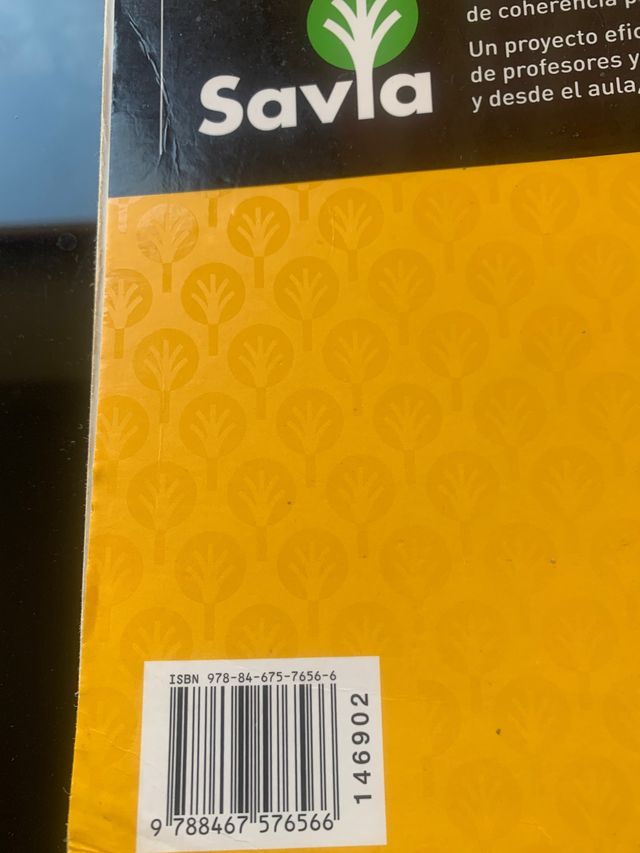 de coherencia
Un proyecto
de profesores y
y desde el aula,
Savia
ISBN 978-84-675-7656-6
9 788467 576566
146902